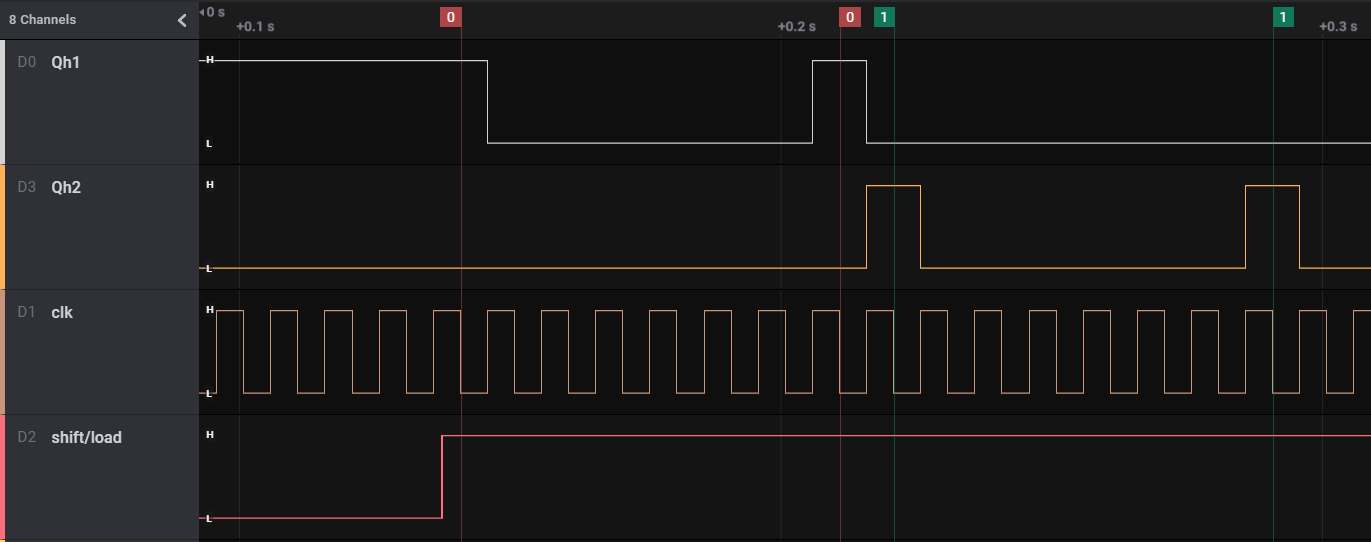 8 Channels
0 s
+0.1 s
0
+0.2 s
0
1
1
+0.3 s
D0 Qh1
H
L
D3 Qh2
H
L
D1 clk
H
L
D2 shift/load
H
L